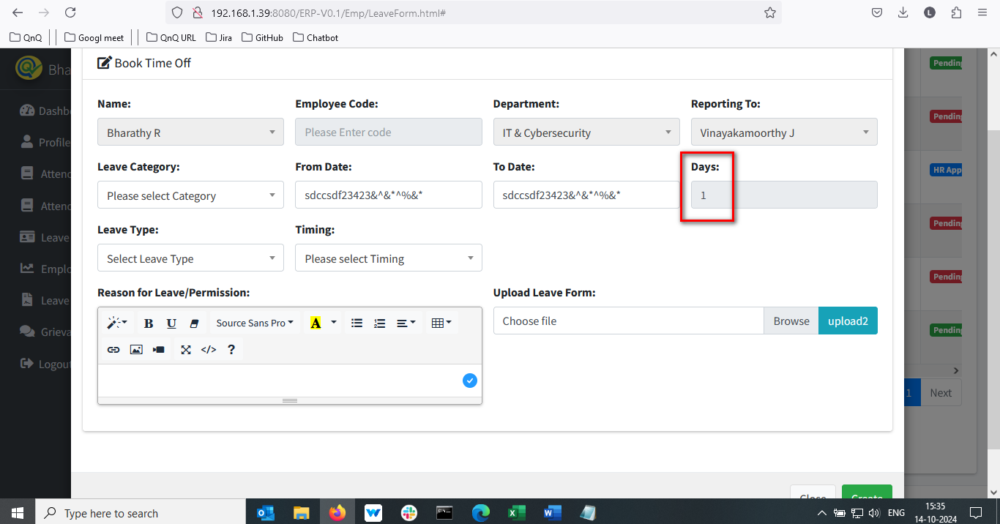 192.168.1.39:8080/ERP-V0.1/Emp/LeaveForm.html#
L
QnQ Googl meet QnQ URL Jira GitHub Chatbot
Bha
Book Time Off
Pending
Dashb
Name: Employee Code: Department: Reporting To:
Pending
Bharathy R Please Enter code IT & Cybersecurity Vinayakamoorthy J
Profile
Leave Category: From Date: To Date: Days:
Attend
HR App
Please select Category sdccsdf23423&^&*^%&* sdccsdf23423&^&*^%&* 1
Attend
Pending
Leave Type: Timing:
Leave
Select Leave Type Please select Timing
Emplo
Pending
Reason for Leave/Permission: Upload Leave Form:
Leave
B U Source Sans Pro A
Choose file Browse upload2
Grieva
Pending
</> ?
Logout
1 Next
Close Create
Type here to search
ENG
15:35
14-10-2024